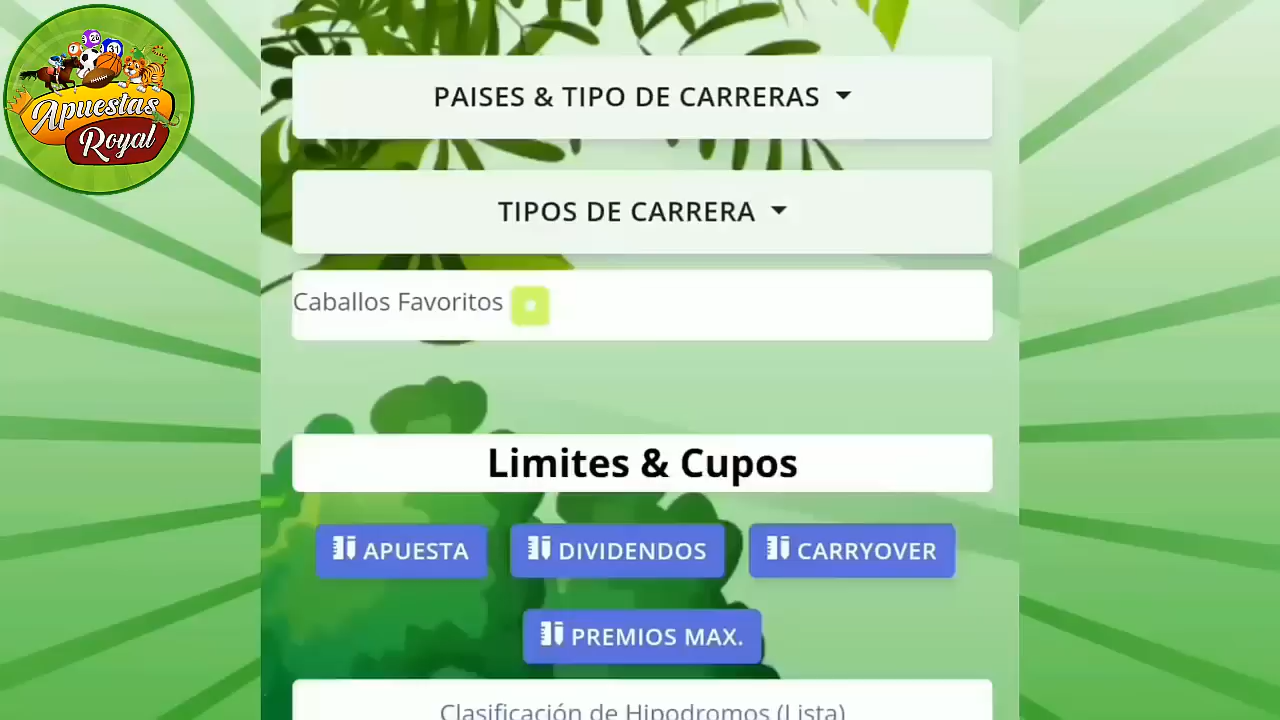 Apuestas
Royal
PAISES & TIPO DE CARRERAS
TIPOS DE CARRERA
Caballos Favoritos
Limites & Cupos
APUESTA
DIVIDENDOS
CARRYOVER
PREMIOS MAX.
Clasificación de Hipodromos (Lista)